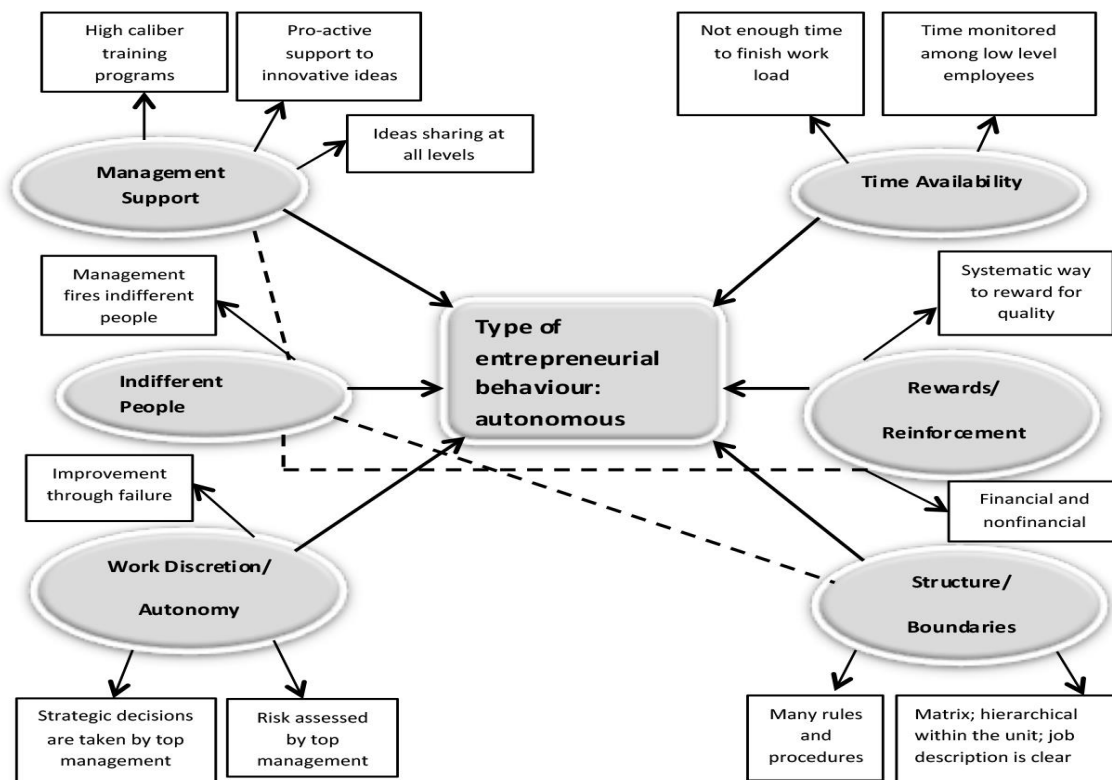 High caliber
training
programs
Pro-active
support to
innovative ideas
Ideas sharing at
all levels
Not enough time
to finish work
load
Time monitored
among low level
employees
Management
Support
Time Availability
Management
fires indifferent
people
Systematic way
to reward for
quality
Type of
entrepreneurial
behaviour:
autonomous
Indifferent
People
Rewards/
Reinforcement
Improvement
through failure
Financial and
nonfinancial
Work Discretion/
Autonomy
Structure/
Boundaries
Strategic decisions
are taken by top
management
Risk assessed
by top
management
Many rules
and
procedures
Matrix; hierarchical
within the unit; job
description is clear